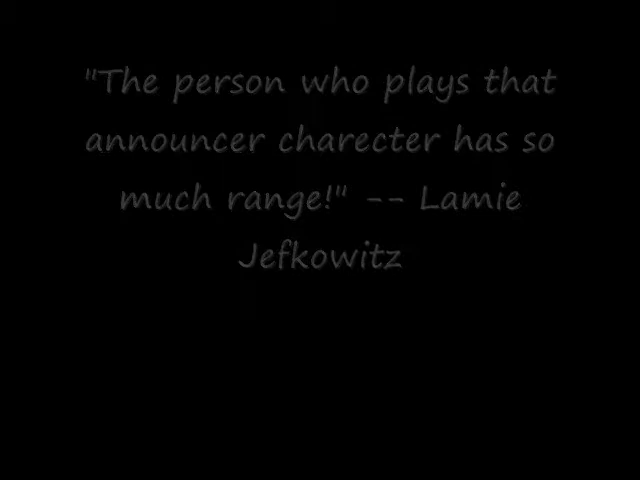 "The person who plays that
announcer charecter has so
much range!" -- Lamie
Jefkowitz